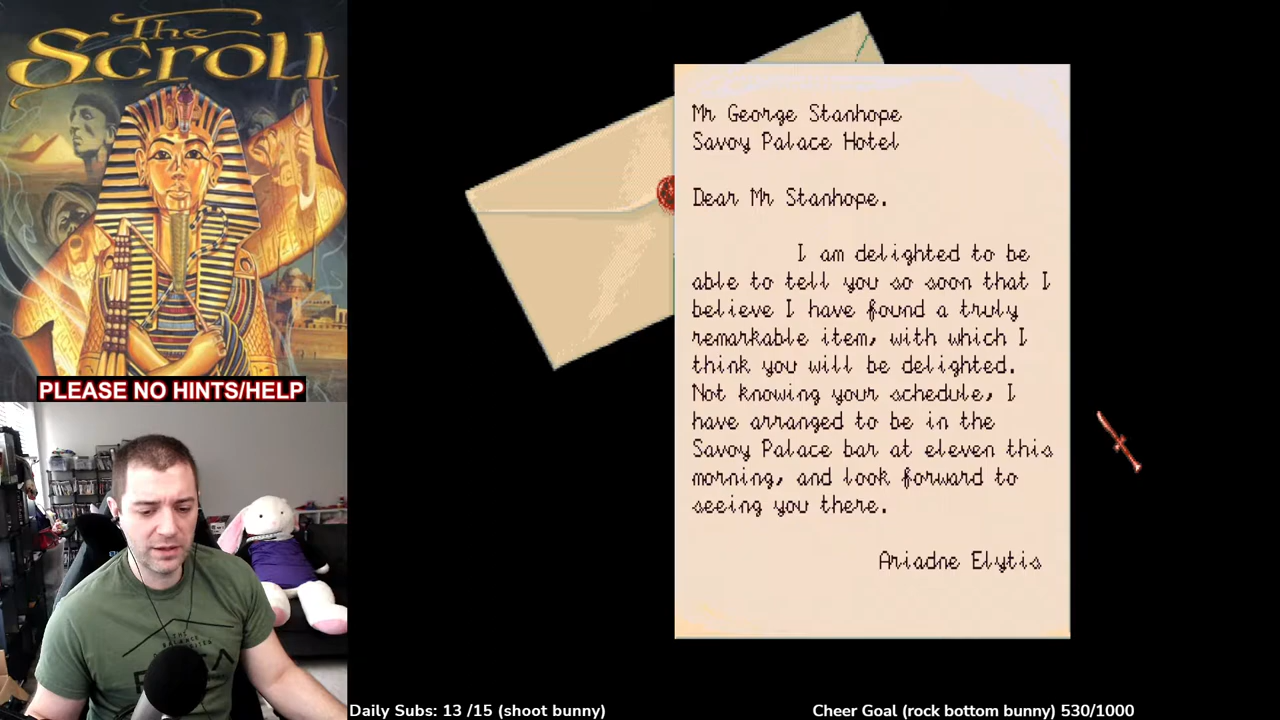 The
Scroll
PLEASE NO HINTS/HELP
Mr George Stanhope
Savoy Palace Hotel
Dear Mr Stanhope.
I am delighted to be
able to tell you so soon that I
believe I have found a truly
remarkable item, with which I
think you will be delighted.
Not knowing your schedule, I
have arranged to be in the
Savoy Palace bar at eleven this
morning, and look forward to
seeing you there.
Ariadne Elytis
Daily Subs: 13 /15 (shoot bunny)
Cheer Goal (rock bottom bunny) 530/1000